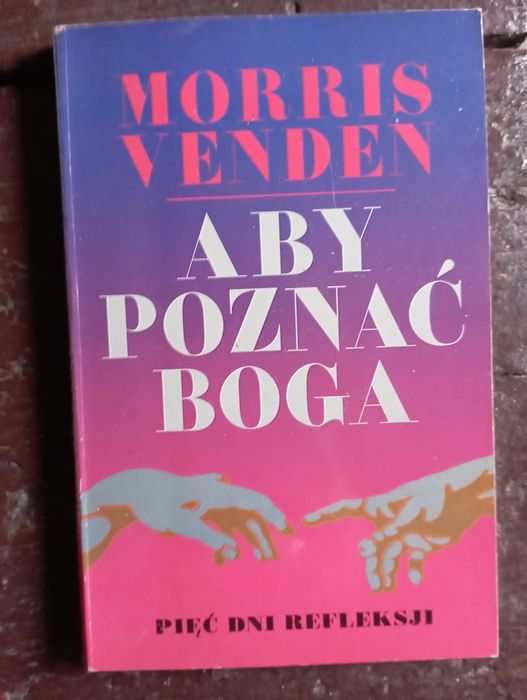 MORRIS
VENDEN
ABY
POZNAĆ
BOGA
PIĘĆ DNI REFLEKSJI